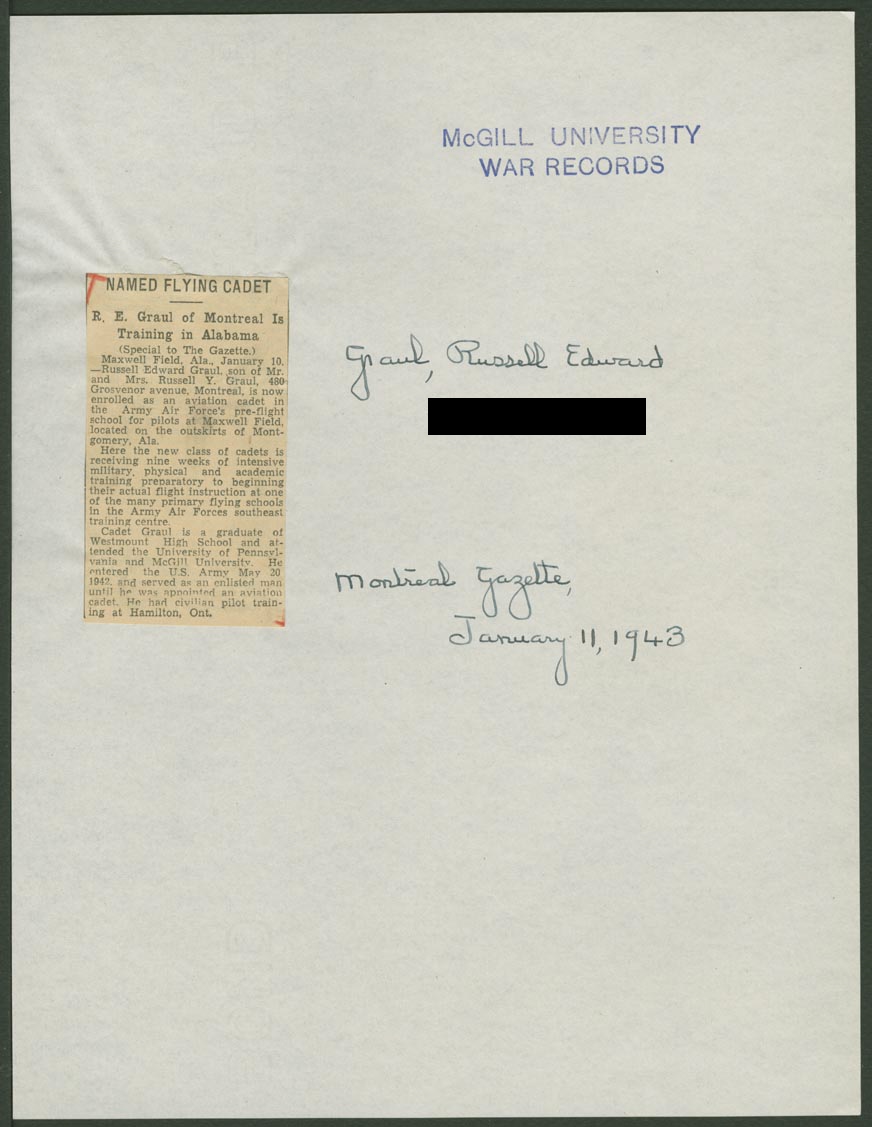 McGILL UNIVERSITY
WAR RECORDS
NAMED FLYING CADET
R. E. Graul of Montreal Is
Training in Alabama
(Special to The Gazette.)
Maxwell Field, Ala., January 10.
—Russell Edward Graul, son of Mr.
and Mrs. Russell Y. Graul, 480
Grosvenor avenue, Montreal, is now
enrolled as an aviation cadet in
the Army Air Force's pre-flight
school for pilots at Maxwell Field,
located on the outskirts of Mont-
gomery, Ala.
Here the new class of cadets is
receiving nine weeks of intensive
military, physical and academic
training preparatory to beginning
their actual flight instruction at one
of the many primary flying schools
in the Army Air Forces southeast
training centre.
Cadet Graul is a graduate of
Westmount High School and at-
tended the University of Pennsyl-
vania and McGill University. He
entered the U.S. Army May 20
1942, and served as an enlisted man
until he was appointed an aviation
cadet. He had civilian pilot train-
ing at Hamilton, Ont.
Graul, Russell Edward
Montreal Gazette,
January 11, 1943